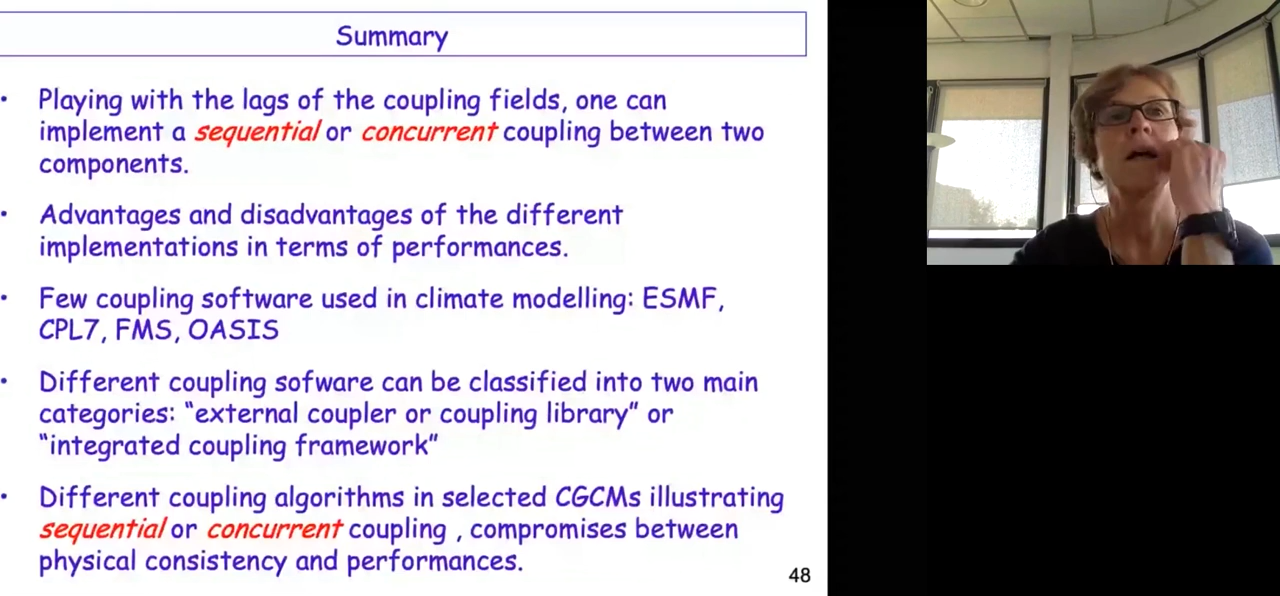 Summary
• Playing with the lags of the coupling fields, one can
implement a sequential or concurrent coupling between two
components.
• Advantages and disadvantages of the different
implementations in terms of performances.
• Few coupling software used in climate modelling: ESMF,
CPL7, FMS, OASIS
• Different coupling sofware can be classified into two main
categories: “external coupler or coupling library” or
“integrated coupling framework”
• Different coupling algorithms in selected CGCMs illustrating
sequential or concurrent coupling , compromises between
physical consistency and performances.
48